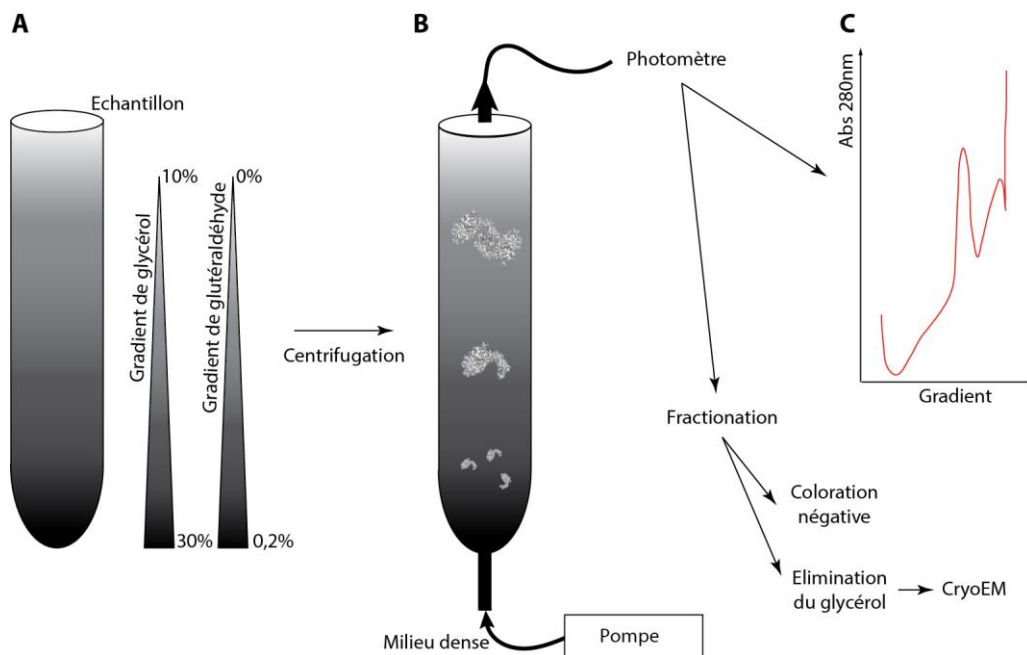 A
Echantillon
10%
0%
Gradient de glycérol
Gradient de glutéraldéhyde
30%
0,2%
Centrifugation
B
Photomètre
Fractionation
Coloration
négative
Elimination
du glycérol
CryoEM
Milieu dense
Pompe
C
Abs 280nm
Gradient